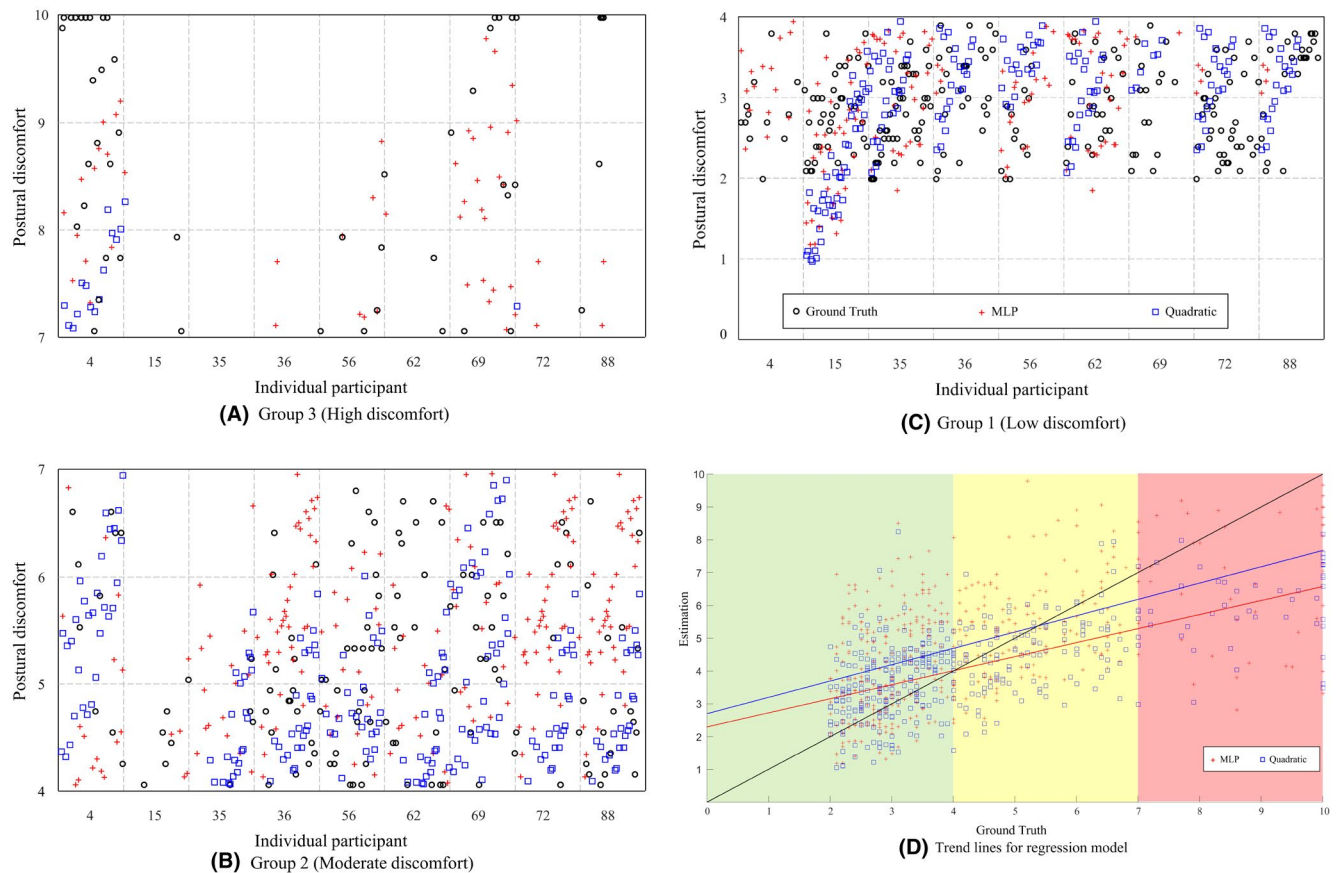 10
9
8
7
Postural discomfort
4 15 35 36 56 62 69 72 88
Individual participant
(A) Group 3 (High discomfort)
4
3
2
1
0
Postural discomfort
Ground Truth MLP Quadratic
4 15 35 36 56 62 69 72 88
Individual participant
(C) Group 1 (Low discomfort)
7
6
5
4
Postural discomfort
4 15 35 36 56 62 69 72 88
Individual participant
(B) Group 2 (Moderate discomfort)
10
9
8
7
6
5
4
3
2
1
Estimation
MLP Quadratic
0 1 2 3 4 5 6 7 8 9 10
Ground Truth
(D) Trend lines for regression model